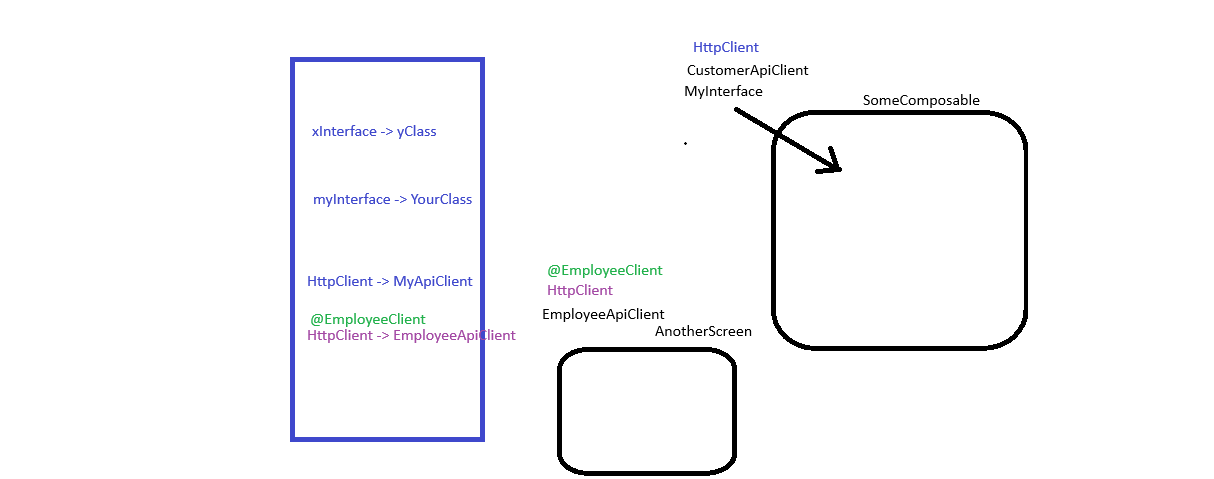 xInterface -> yClass
myInterface -> YourClass
HttpClient -> MyApiClient
@EmployeeClient
HttpClient -> EmployeeApiClient
HttpClient
CustomerApiClient
MyInterface
SomeComposable
@EmployeeClient
HttpClient
EmployeeApiClient
AnotherScreen